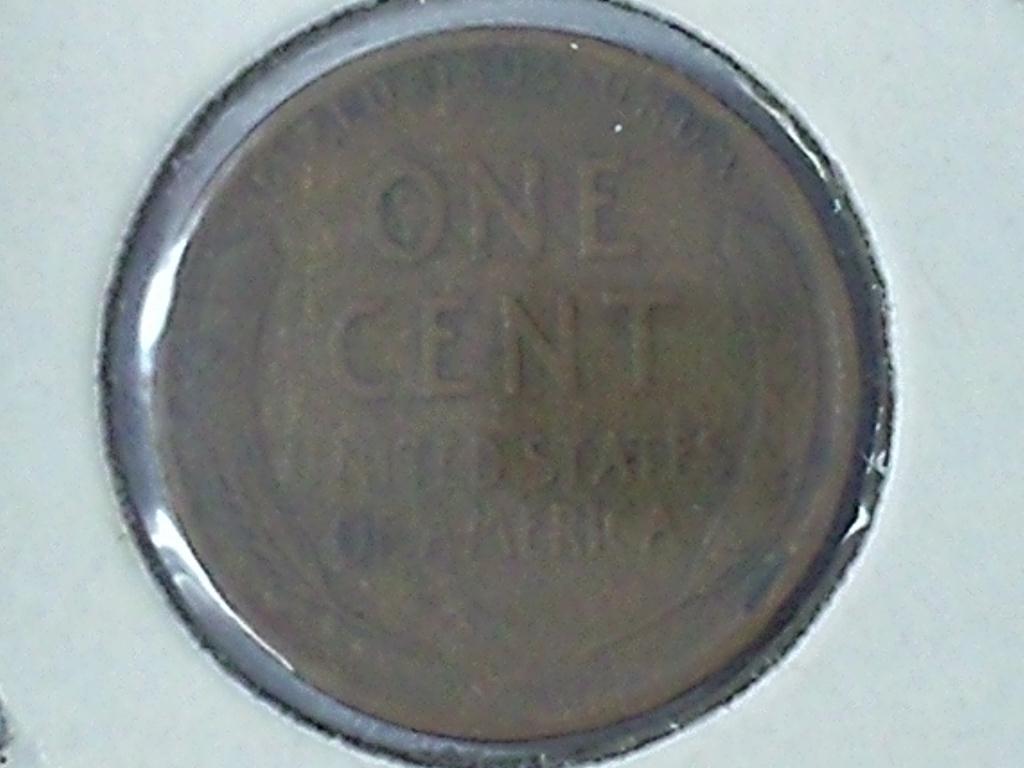 ONE
CENT
UNITED STATES
OF AMERICA